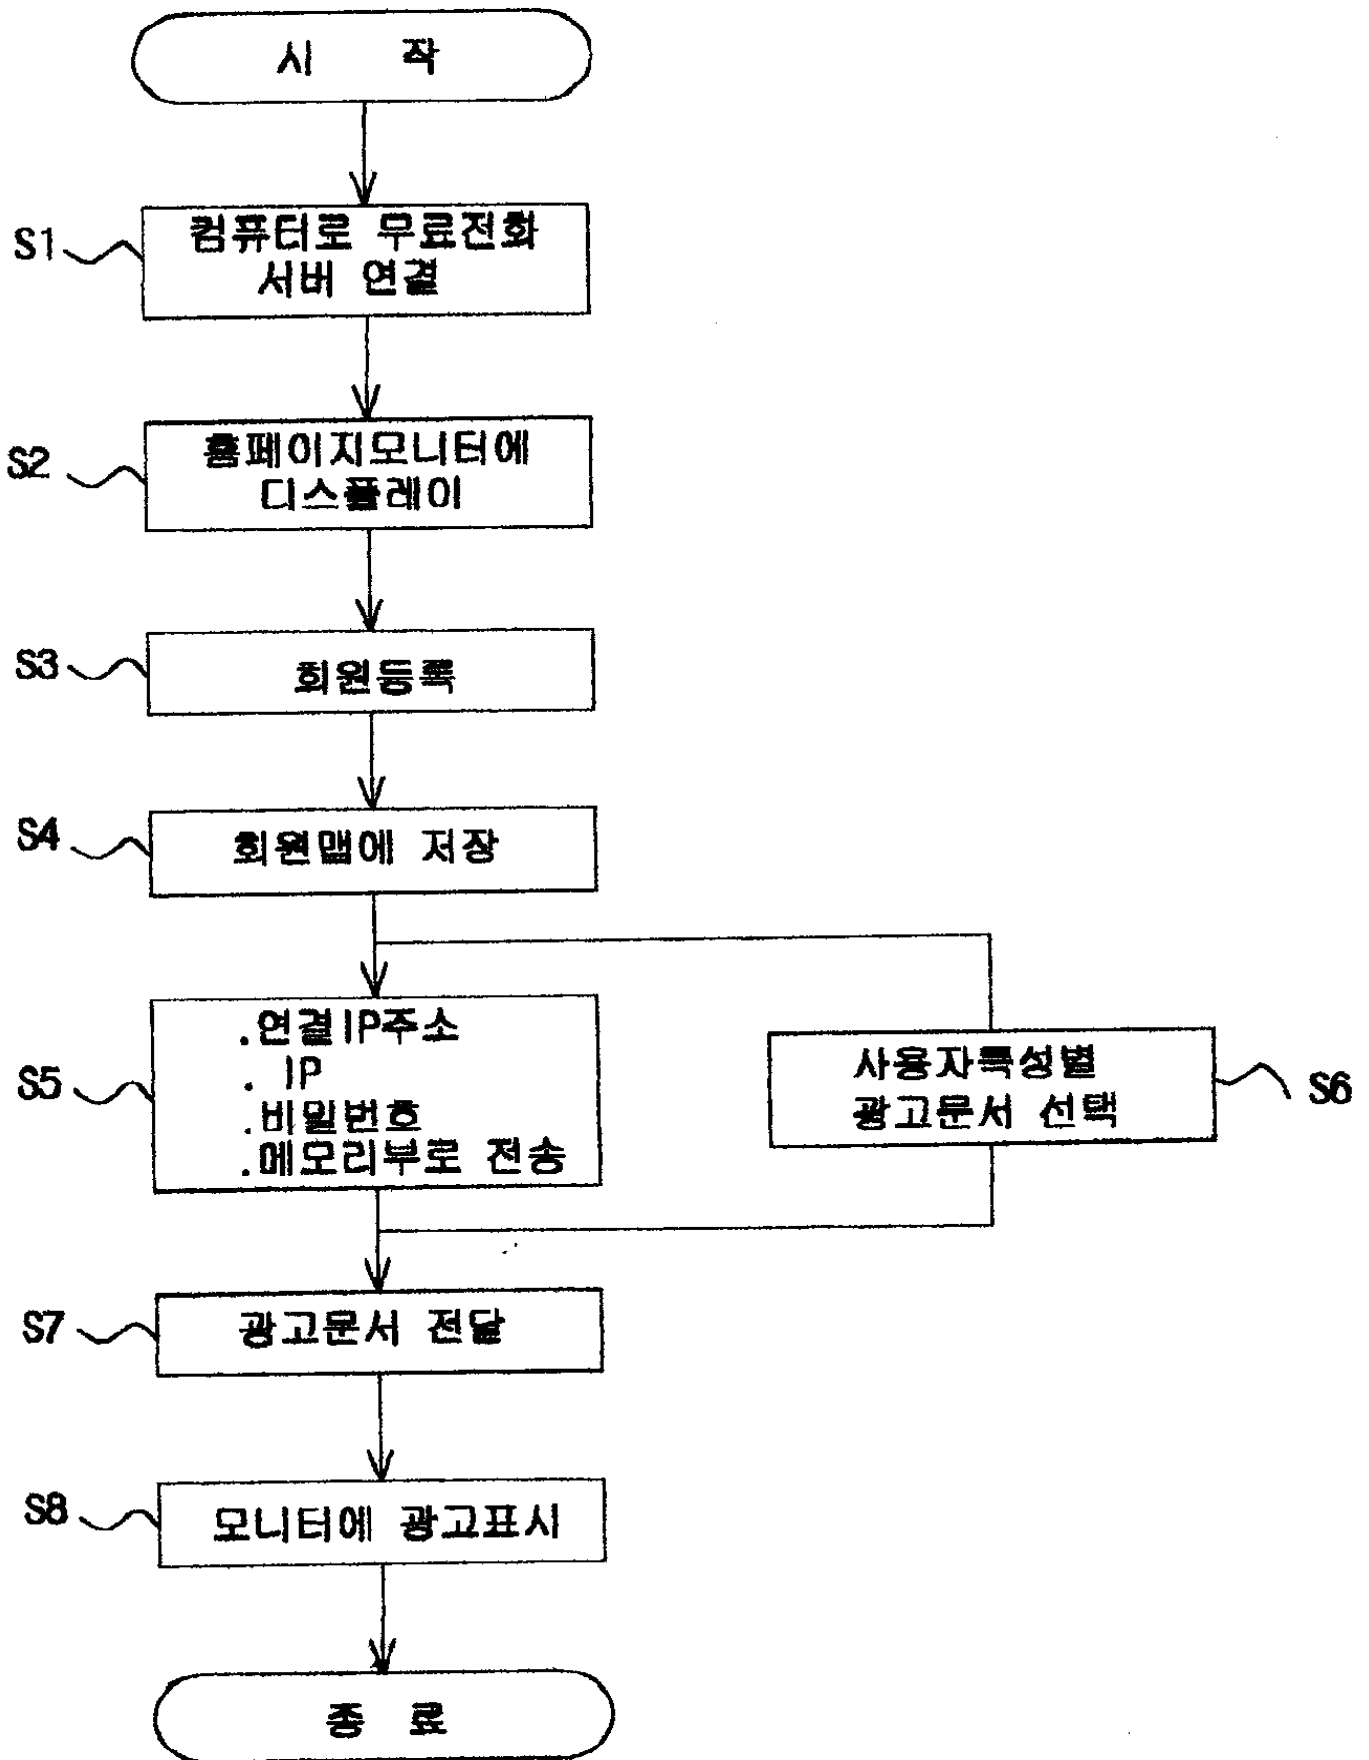 시 작
S1
컴퓨터로 무료전화
서버 연결
S2
홈페이지모니터에
디스플레이
S3
회원등록
S4
회원맵에 저장
S5
.연결IP주소
. IP
.비밀번호
.메모리부로 전송
사용자특성별
광고문서 선택
S6
S7
광고문서 전달
S8
모니터에 광고표시
종 료